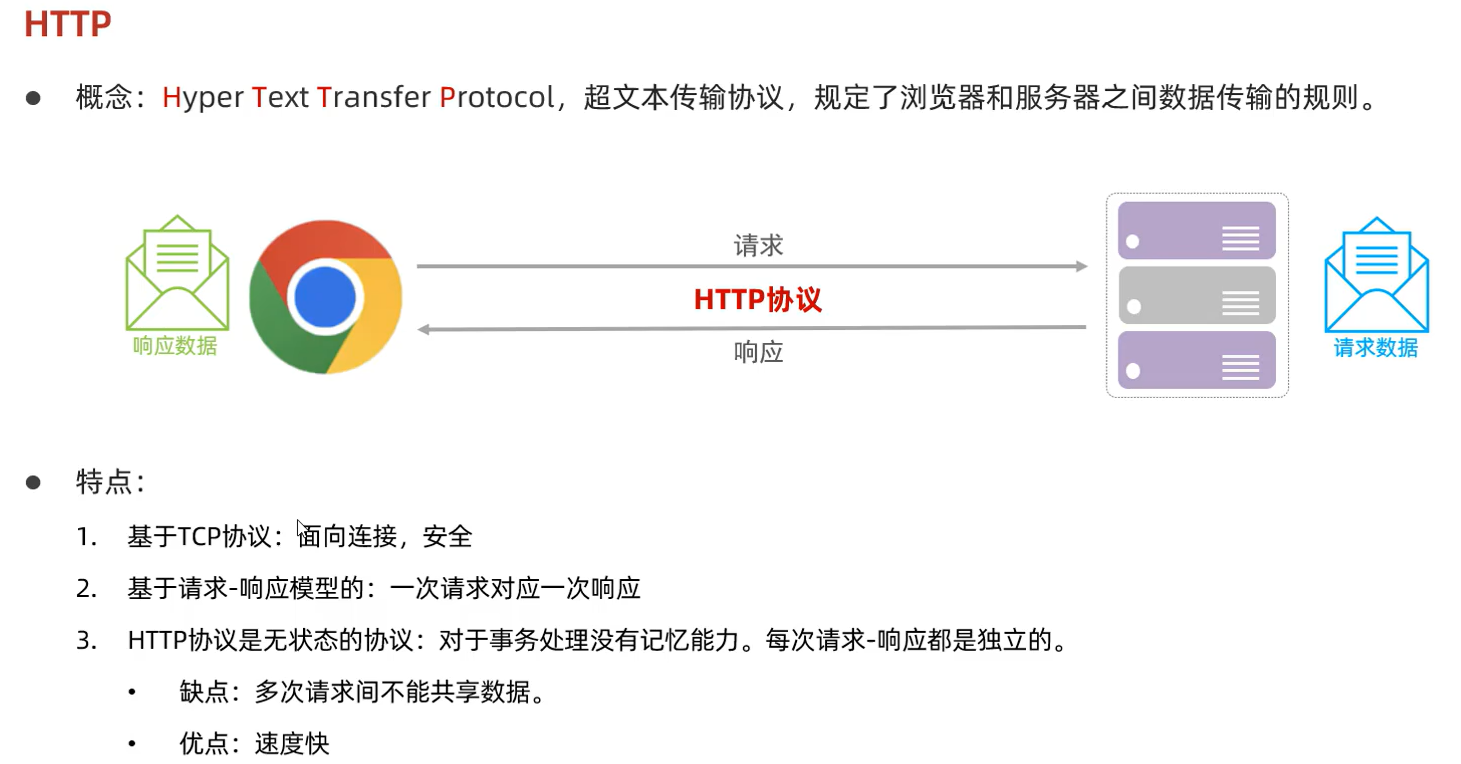 HTTP
概念：Hyper Text Transfer Protocol，超文本传输协议，规定了浏览器和服务器之间数据传输的规则。
请求
HTTP协议
响应
响应数据
请求数据
特点：
1. 基于TCP协议：面向连接，安全
2. 基于请求-响应模型的：一次请求对应一次响应
3. HTTP协议是无状态的协议：对于事务处理没有记忆能力。每次请求-响应都是独立的。
• 缺点：多次请求间不能共享数据。
• 优点：速度快